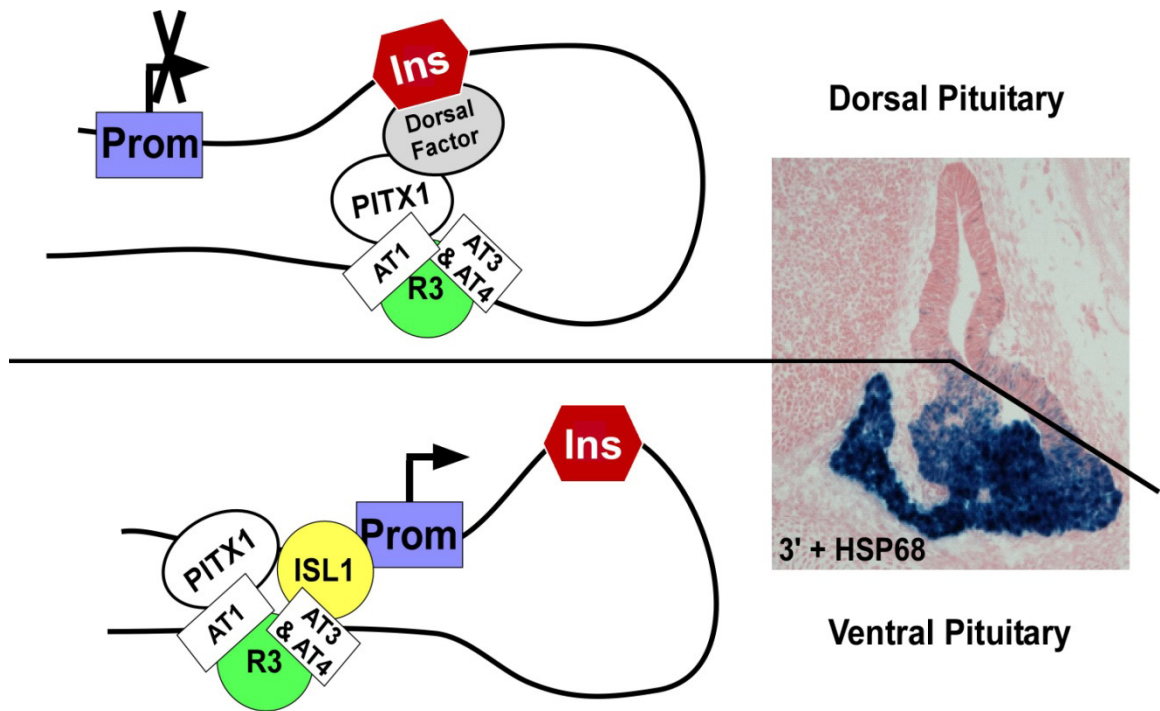 Ins
Dorsal
Factor
Prom
PITX1
AT1
AT3
& AT4
R3
Dorsal Pituitary
Ins
Prom
PITX1
ISL1
AT1
AT3
& AT4
R3
3' + HSP68
Ventral Pituitary